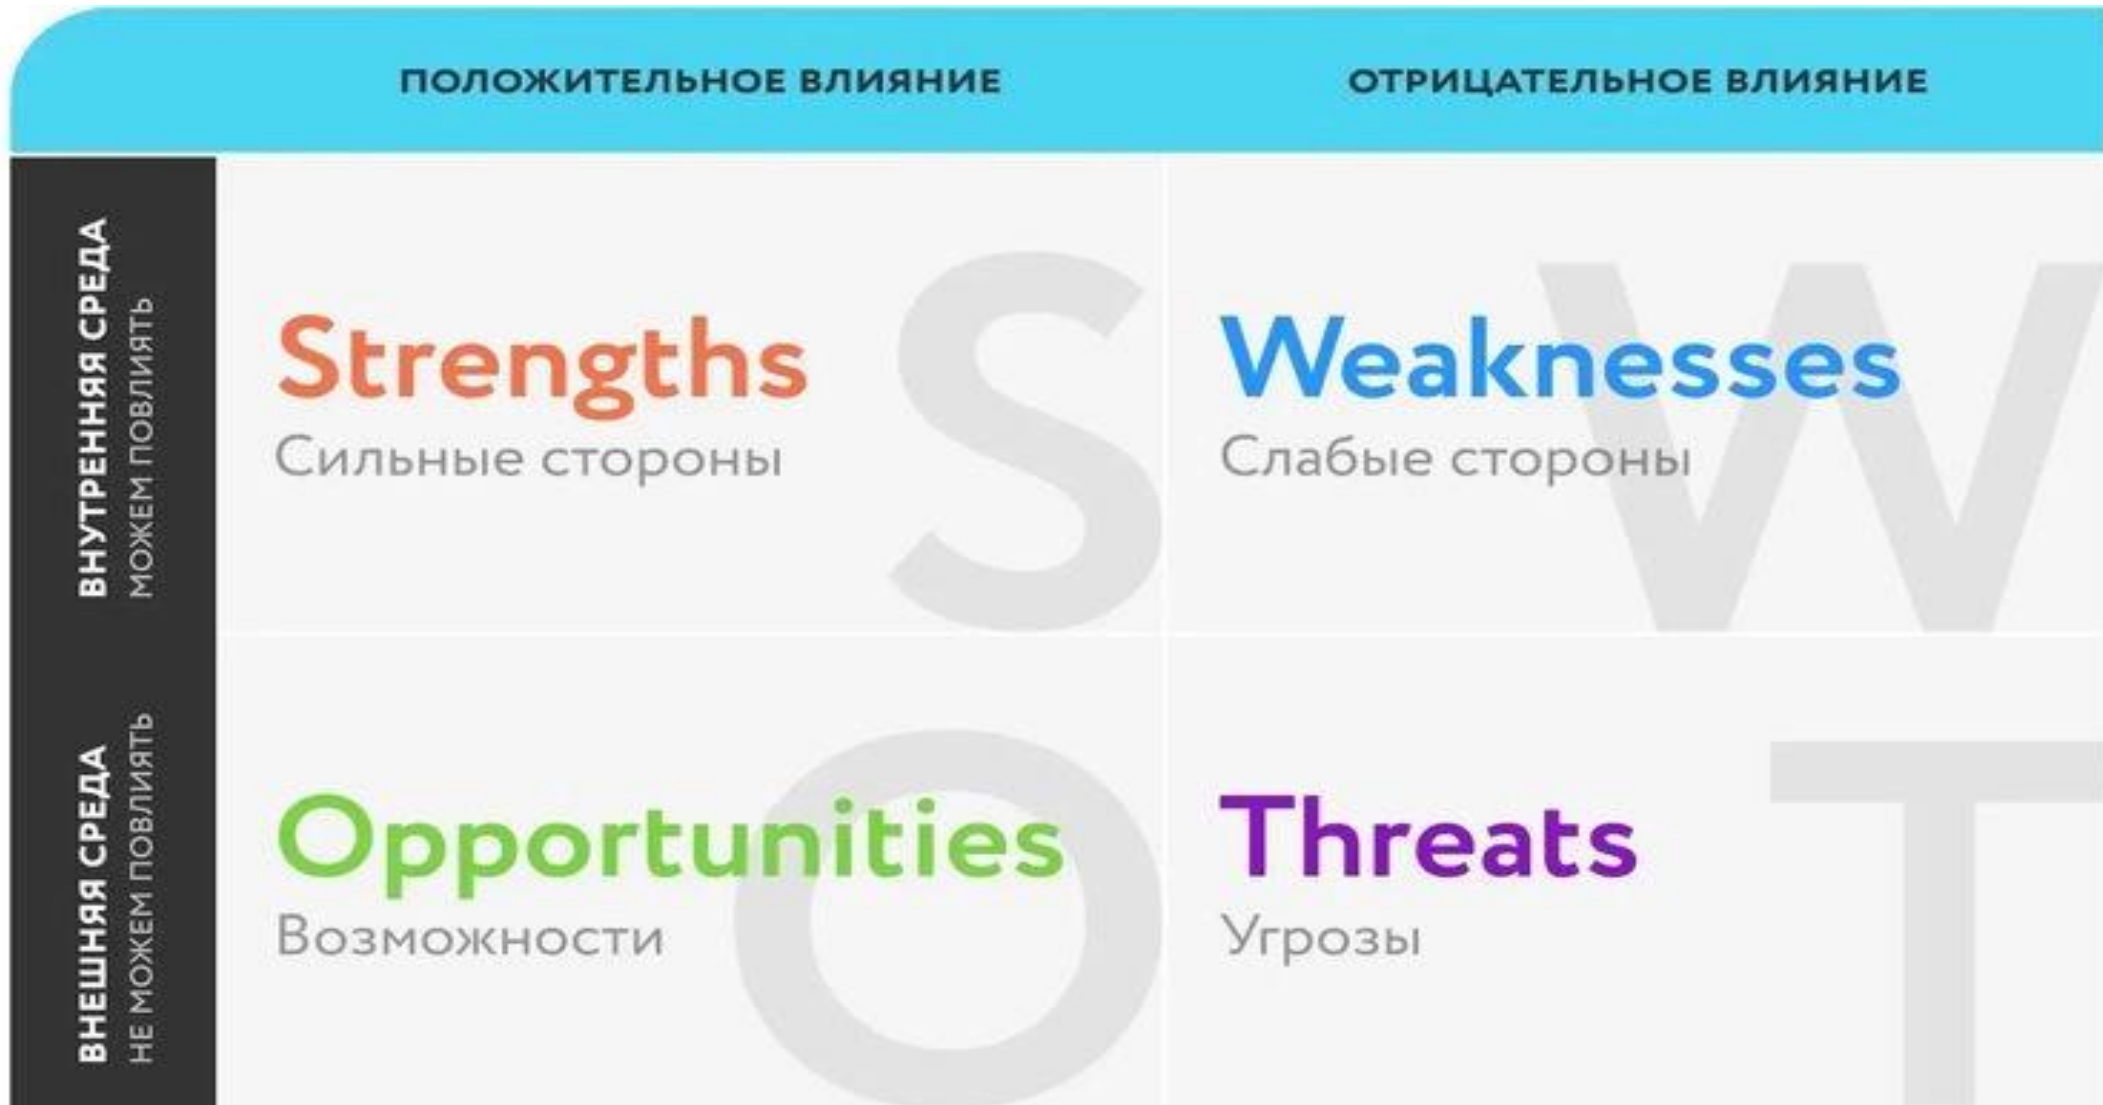 ПОЛОЖИТЕЛЬНОЕ ВЛИЯНИЕ
ОТРИЦАТЕЛЬНОЕ ВЛИЯНИЕ
ВНУТРЕННЯЯ СРЕДА
МОЖЕМ ПОВЛИЯТЬ
S
Strengths
Сильные стороны
W
Weaknesses
Слабые стороны
ВНЕШНЯЯ СРЕДА
НЕ МОЖЕМ ПОВЛИЯТЬ
O
Opportunities
Возможности
T
Threats
Угрозы